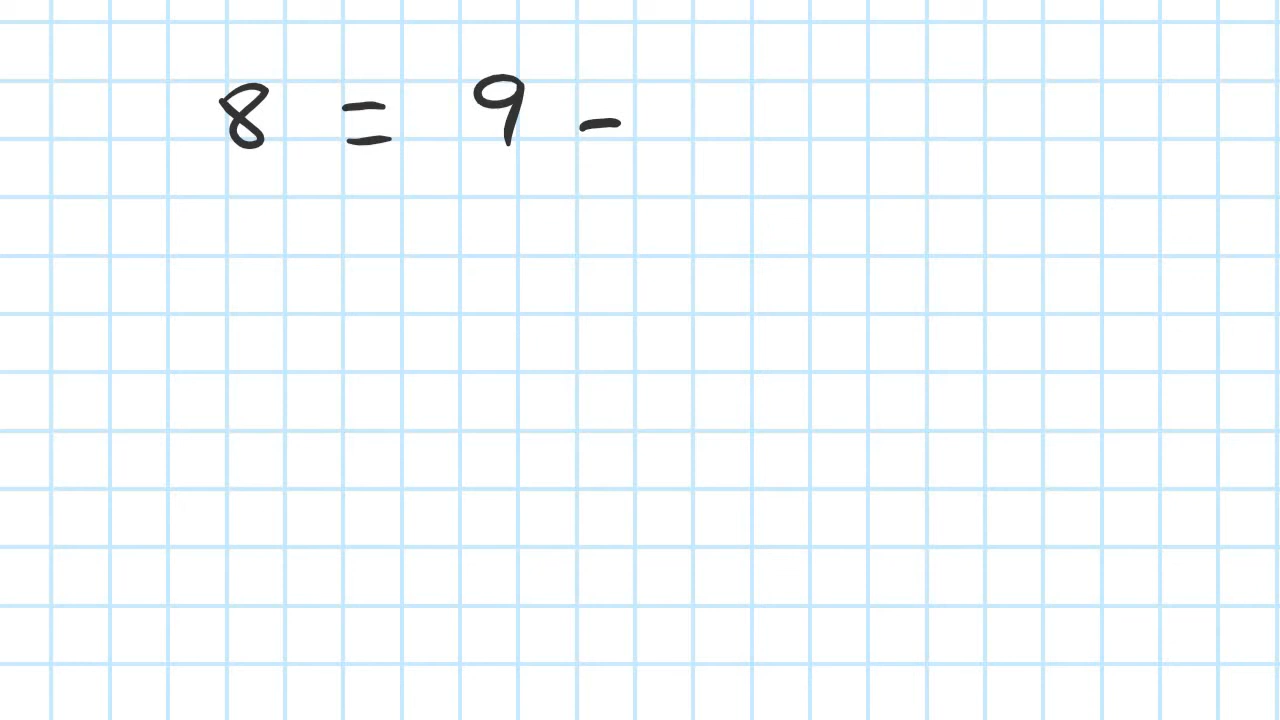 8 = 9 -